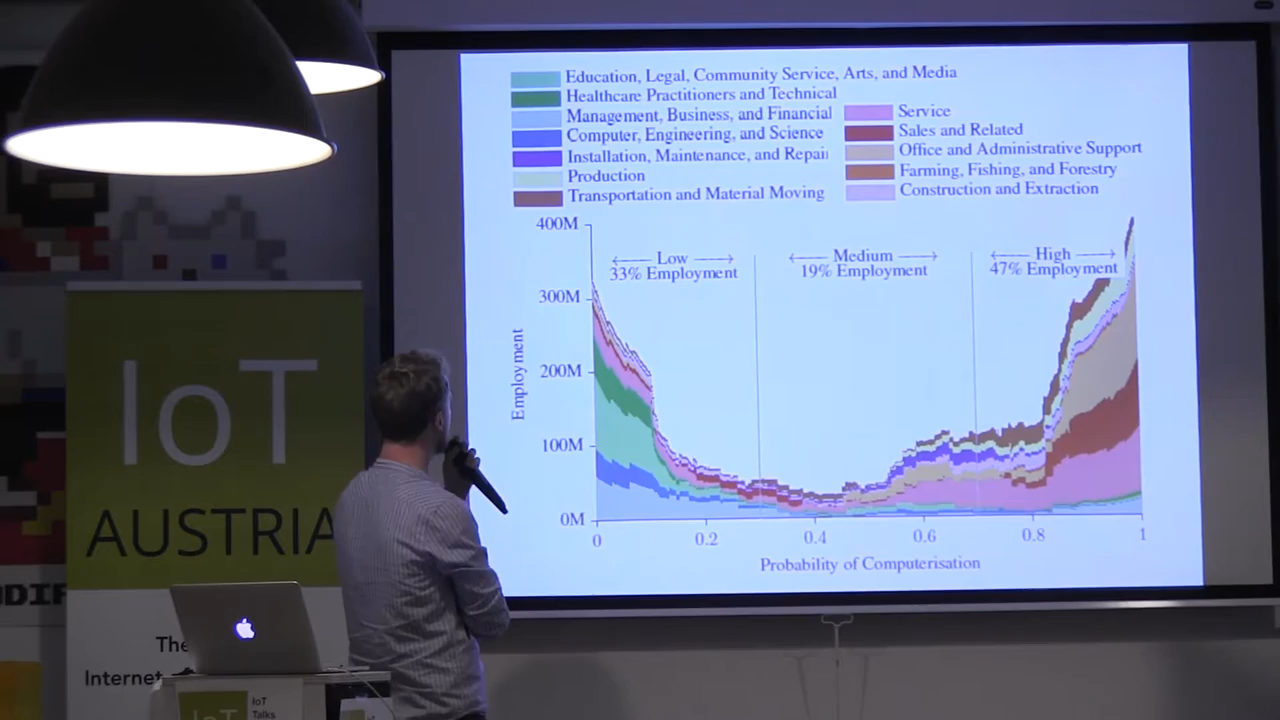 Education, Legal, Community Service, Arts, and Media
Healthcare Practitioners and Technical
Management, Business, and Financial
Computer, Engineering, and Science
Installation, Maintenance, and Repair
Production
Transportation and Material Moving
Service
Sales and Related
Office and Administrative Support
Farming, Fishing, and Forestry
Construction and Extraction
400M
300M
200M
100M
0M
Employment
Low
33% Employment
Medium
19% Employment
High
47% Employment
0 0.2 0.4 0.6 0.8 1
Probability of Computerisation
IoT
AUSTRIA
The
Internet
IoT
IoT
Talks